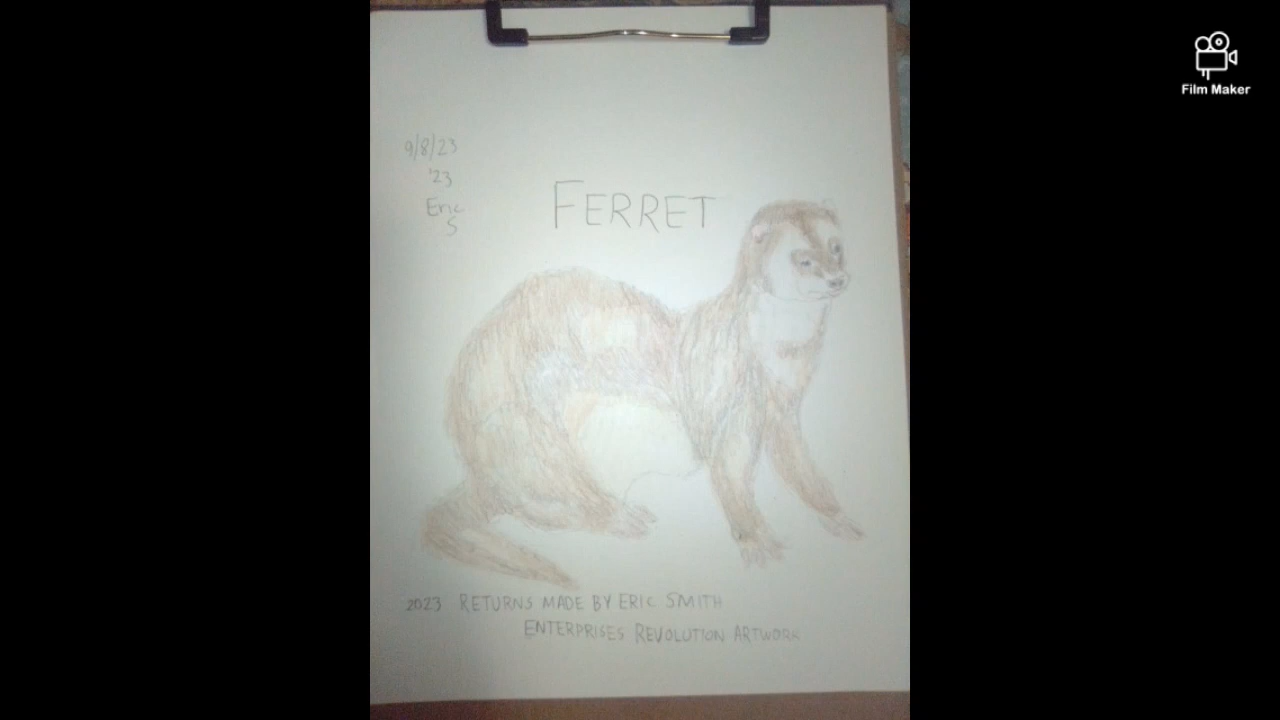 9/8/23
'23
Eric
S
FERRET
2023 RETURNS MADE BY ERIC SMITH
ENTERPRISES REVOLUTION ARTWORK
Film Maker